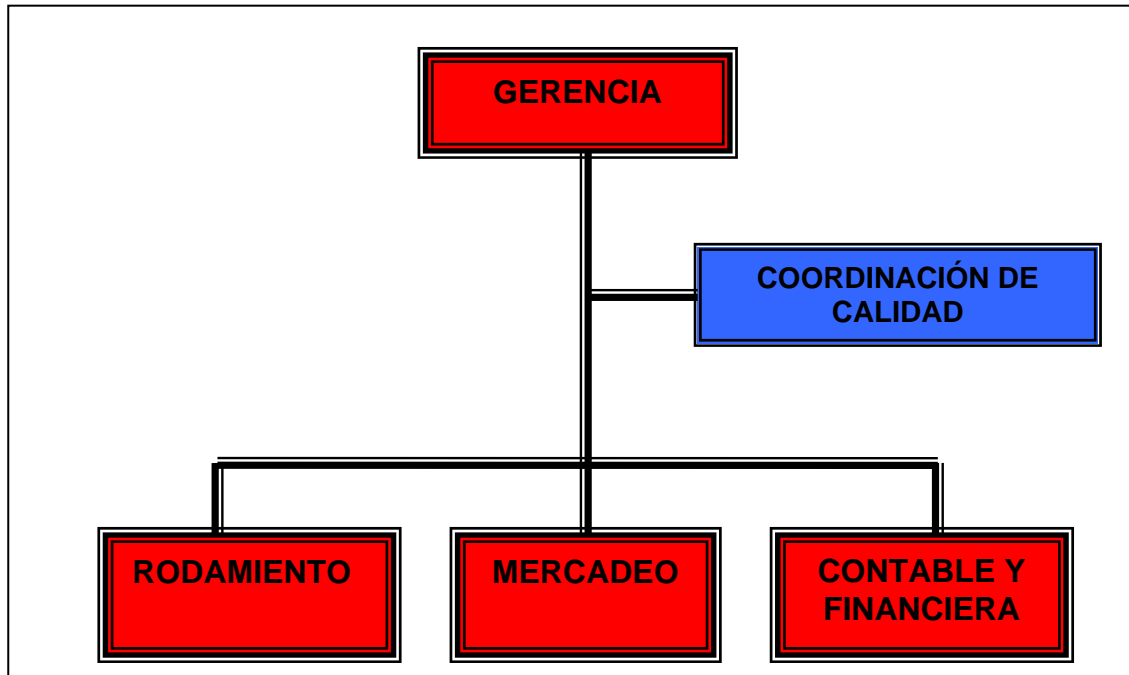 GERENCIA
COORDINACIÓN DE
CALIDAD
RODAMIENTO
MERCADEO
CONTABLE Y
FINANCIERA